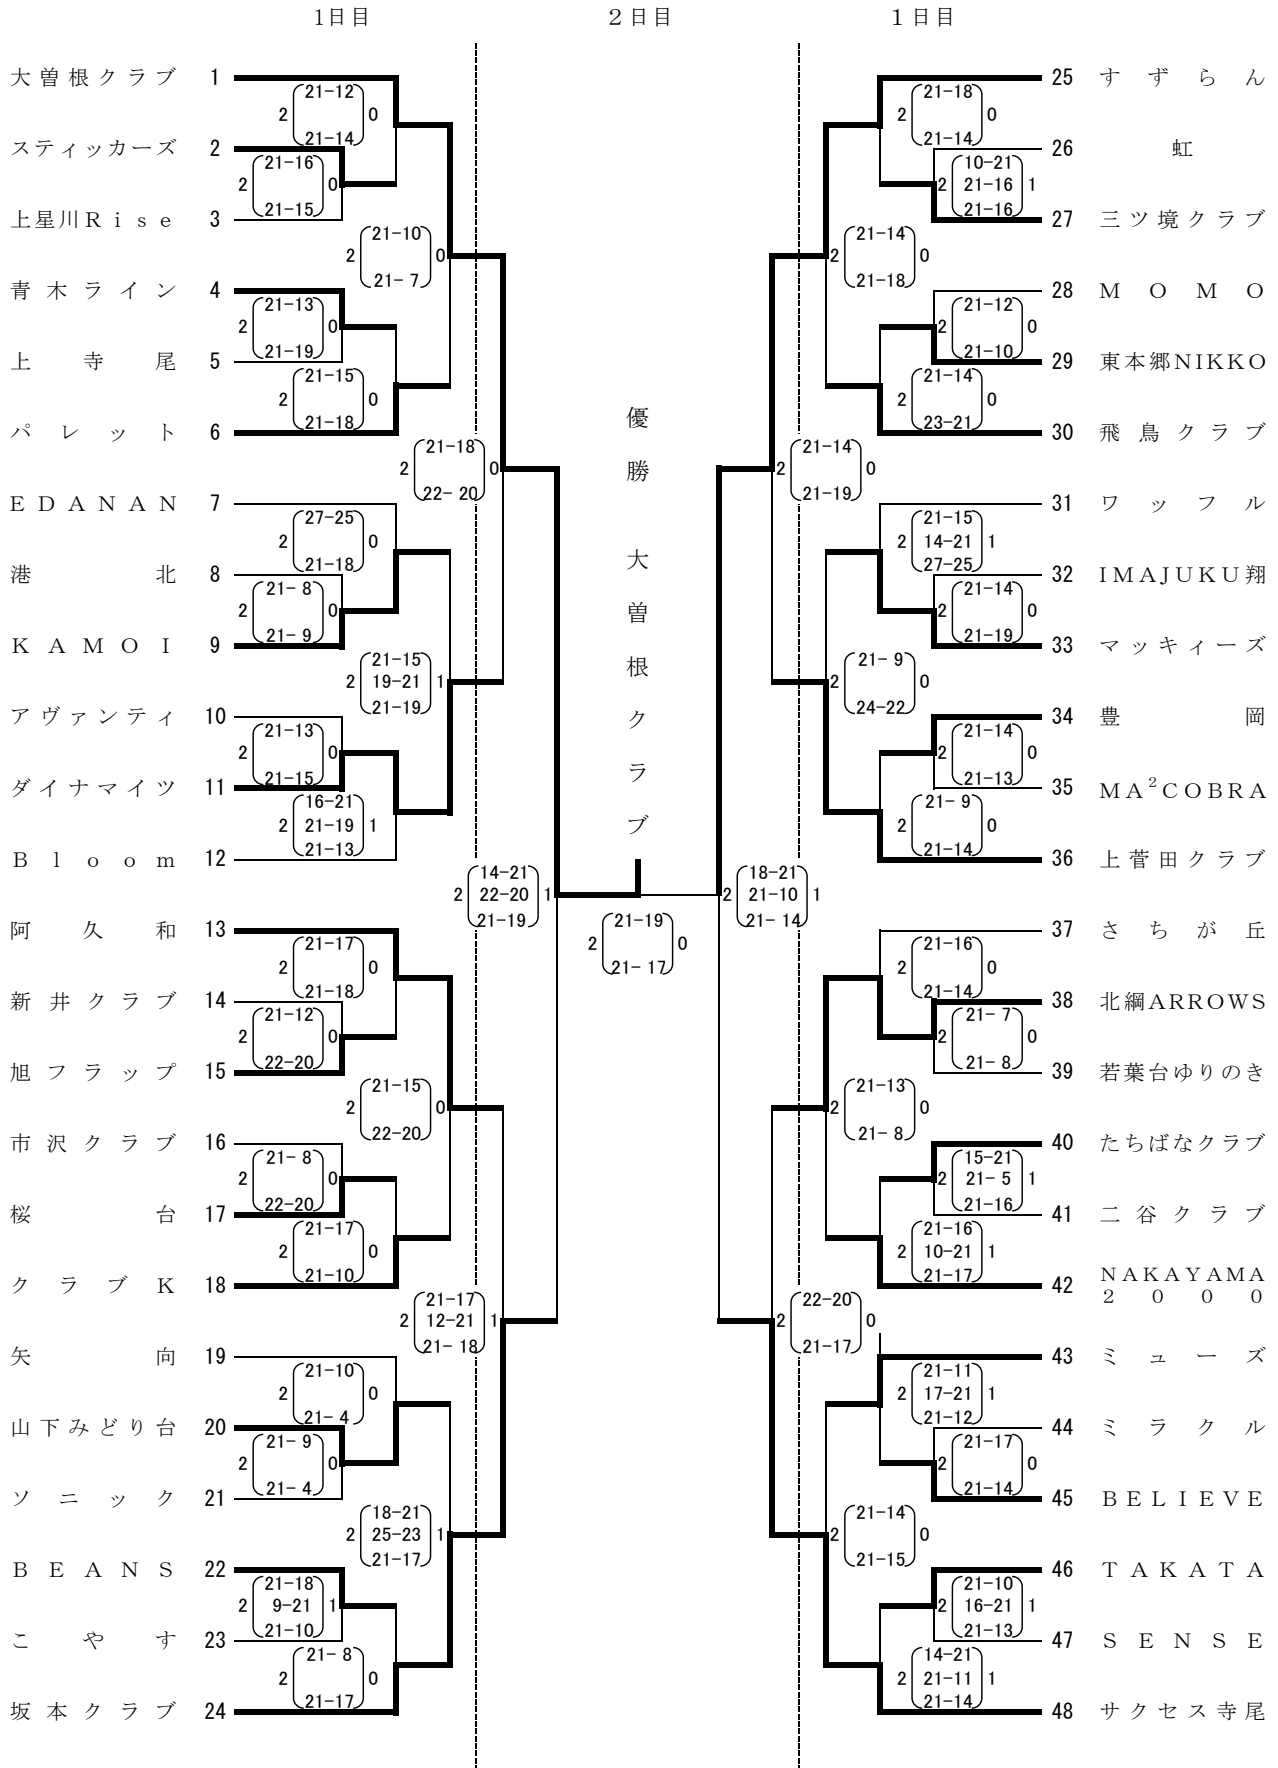 1日目
2日目
1日目
大曽根クラブ 1
21-12
2 0
21-14
スティッカーズ 2
21-16
2 0
21-15
上星川Rise 3
21-10
2 0
21- 7
青木ライン 4
21-13
2 0
21-19
上寺尾 5
21-15
2 0
21-18
パレット 6
21-18
2 0
22- 20
EDANAN 7
27-25
2 0
21-18
港北 8
21- 8
2 0
21- 9
KAMOI 9
21-15
2 19-21 1
21-19
アヴァンティ 10
21-13
2 0
21-15
ダイナマイツ 11
16-21
2 21-19 1
21-13
Bloom 12
14-21
2 22-20 1
21-19
阿久和 13
21-17
2 0
21-18
新井クラブ 14
21-12
2 0
22-20
旭フラップ 15
21-15
2 0
22-20
市沢クラブ 16
21- 8
2 0
22-20
桜台 17
21-17
2 0
21-10
クラブK 18
21-17
2 12-21 1
21- 18
矢向 19
21-10
2 0
21- 4
山下みどり台 20
21- 9
2 0
21- 4
ソニック 21
18-21
2 25-23 1
21-17
BEANS 22
21-18
2 9-21 1
21-10
こやす 23
21- 8
2 0
21-17
坂本クラブ 24
優勝 大曽根クラブ
21-19
2 0
21- 17
25 すずらん
21-18
2 0
21-14
26 虹
10-21
2 21-16 1
21-16
27 三ツ境クラブ
21-14
2 0
21-18
28 MOMO
21-12
2 0
21-10
29 東本郷NIKKO
21-14
2 0
23-21
30 飛鳥クラブ
21-14
2 0
21-19
31 ワッフル
21-15
2 14-21 1
27-25
32 IMAJUKU翔
21-14
2 0
21-19
33 マッキィーズ
21- 9
2 0
24-22
34 豊岡
21-14
2 0
21-13
35 MA²COBRA
21- 9
2 0
21-14
36 上菅田クラブ
18-21
2 21-10 1
21- 14
37 さちが丘
21-16
2 0
21-14
38 北綱ARROWS
21- 7
2 0
21- 8
39 若葉台ゆりのき
21-13
2 0
21- 8
40 たちばなクラブ
15-21
2 21- 5 1
21-16
41 二谷クラブ
21-16
2 10-21 1
21-17
42 NAKAYAMA
2000
22-20
2 0
21-17
43 ミューズ
21-11
2 17-21 1
21-12
44 ミラクル
21-17
2 0
21-14
45 BELIEVE
21-14
2 0
21-15
46 TAKATA
21-10
2 16-21 1
21-13
47 SENSE
14-21
2 21-11 1
21-14
48 サクセス寺尾